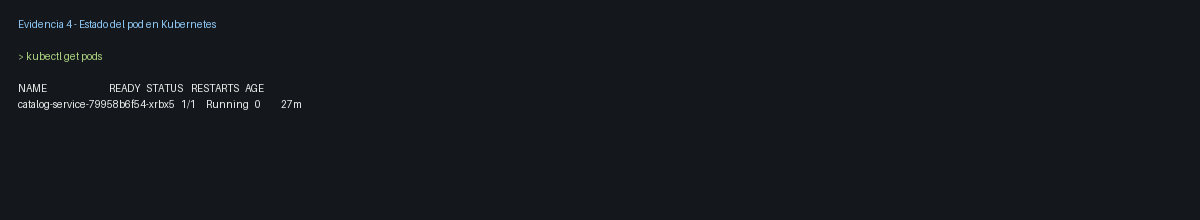 Evidencia 4 - Estado del pod en Kubernetes
> kubectl get pods
NAME READY STATUS RESTARTS AGE
catalog-service-79958b6f54-xrbx5 1/1 Running 0 27m